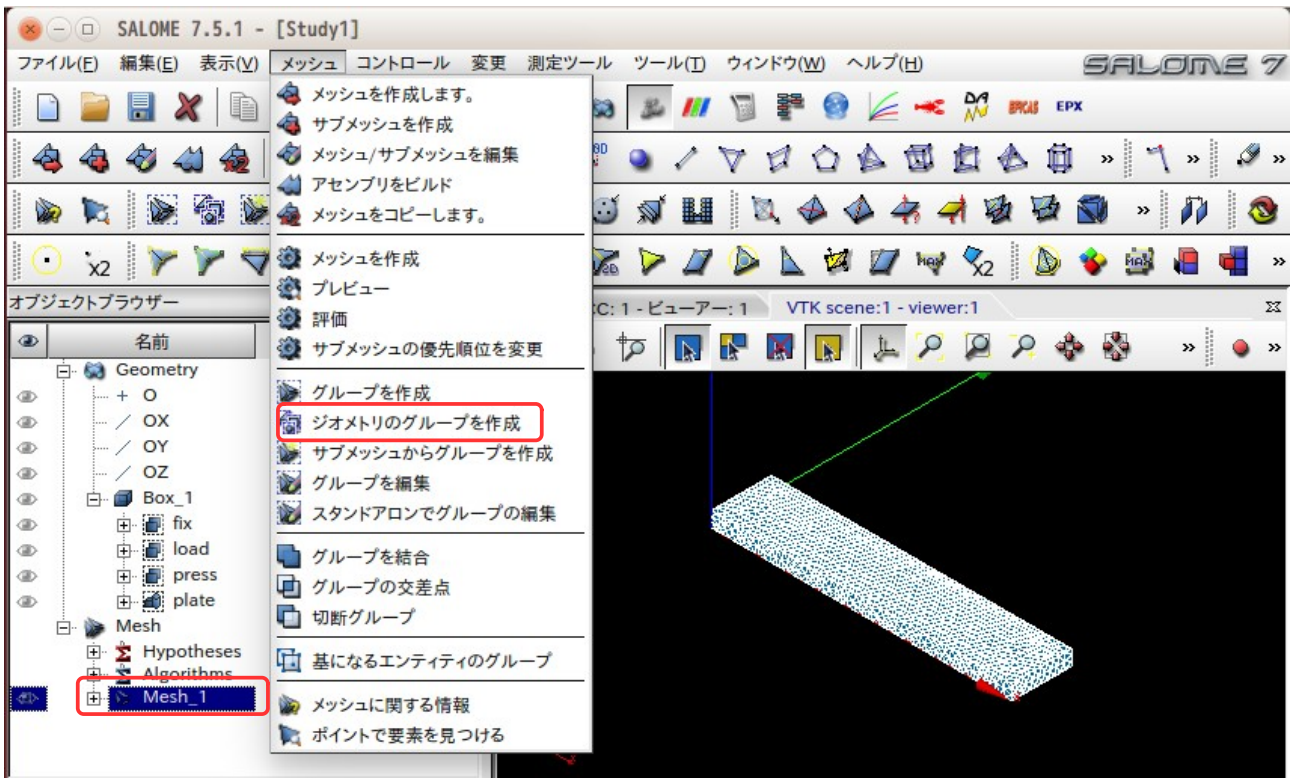 SALOME 7.5.1 - [Study1]
ファイル(F) 編集(E) 表示(V) メッシュ コントロール 変更 測定ツール ツール(T) ウィンドウ(W) ヘルプ(H) SALOME 7
EPX
x2 2D MAX x2 MAX
オブジェクトブラウザー
名前
Geometry
O
OX
OY
OZ
Box_1
fix
load
press
plate
Mesh
Hypotheses
Algorithms
Mesh_1
メッシュを作成します。
サブメッシュを作成
メッシュ/サブメッシュを編集
アセンブリをビルド
メッシュをコピーします。
メッシュを作成
プレビュー
評価
サブメッシュの優先順位を変更
グループを作成
ジオメトリのグループを作成
サブメッシュからグループを作成
グループを編集
スタンドアロンでグループの編集
グループを結合
グループの交差点
切断グループ
基になるエンティティのグループ
メッシュに関する情報
ポイントで要素を見つける
CC: 1 - ビューアー: 1 VTK scene:1 - viewer:1